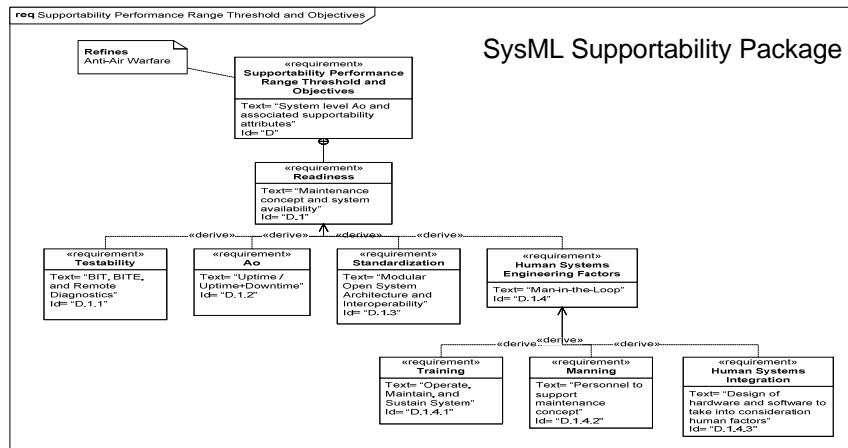 req Supportability Performance Range Threshold and Objectives
SysML Supportability Package
Refines
Anti-Air Warfare
«requirement»
Supportability Performance
Range Threshold and
Objectives
Text= “System level Ao and
associated supportability
attributes”
Id= “D”
«requirement»
Readiness
Text= “Maintenance
concept and system
availability”
Id= “D.1”
«derive»
«derive»
«derive»
«derive»
«requirement»
Testability
Text= “BIT, BITE,
and Remote
Diagnostics”
Id= “D.1.1”
«requirement»
Ao
Text= “Uptime /
Uptime+Downtime”
Id= “D.1.2”
«requirement»
Standardization
Text= “Modular
Open System
Architecture and
Interoperability”
Id= “D.1.3”
«requirement»
Human Systems
Engineering Factors
Text= “Man-in-the-Loop”
Id= “D.1.4”
«derive»
«derive»
«derive»
«requirement»
Training
Text= “Operate,
Maintain, and
Sustain System”
Id= “D.1.4.1”
«requirement»
Manning
Text= “Personnel to
support
maintenance
concept”
Id= “D.1.4.2”
«requirement»
Human Systems
Integration
Text= “Design of
hardware and software to
take into consideration
human factors”
Id= “D.1.4.3”